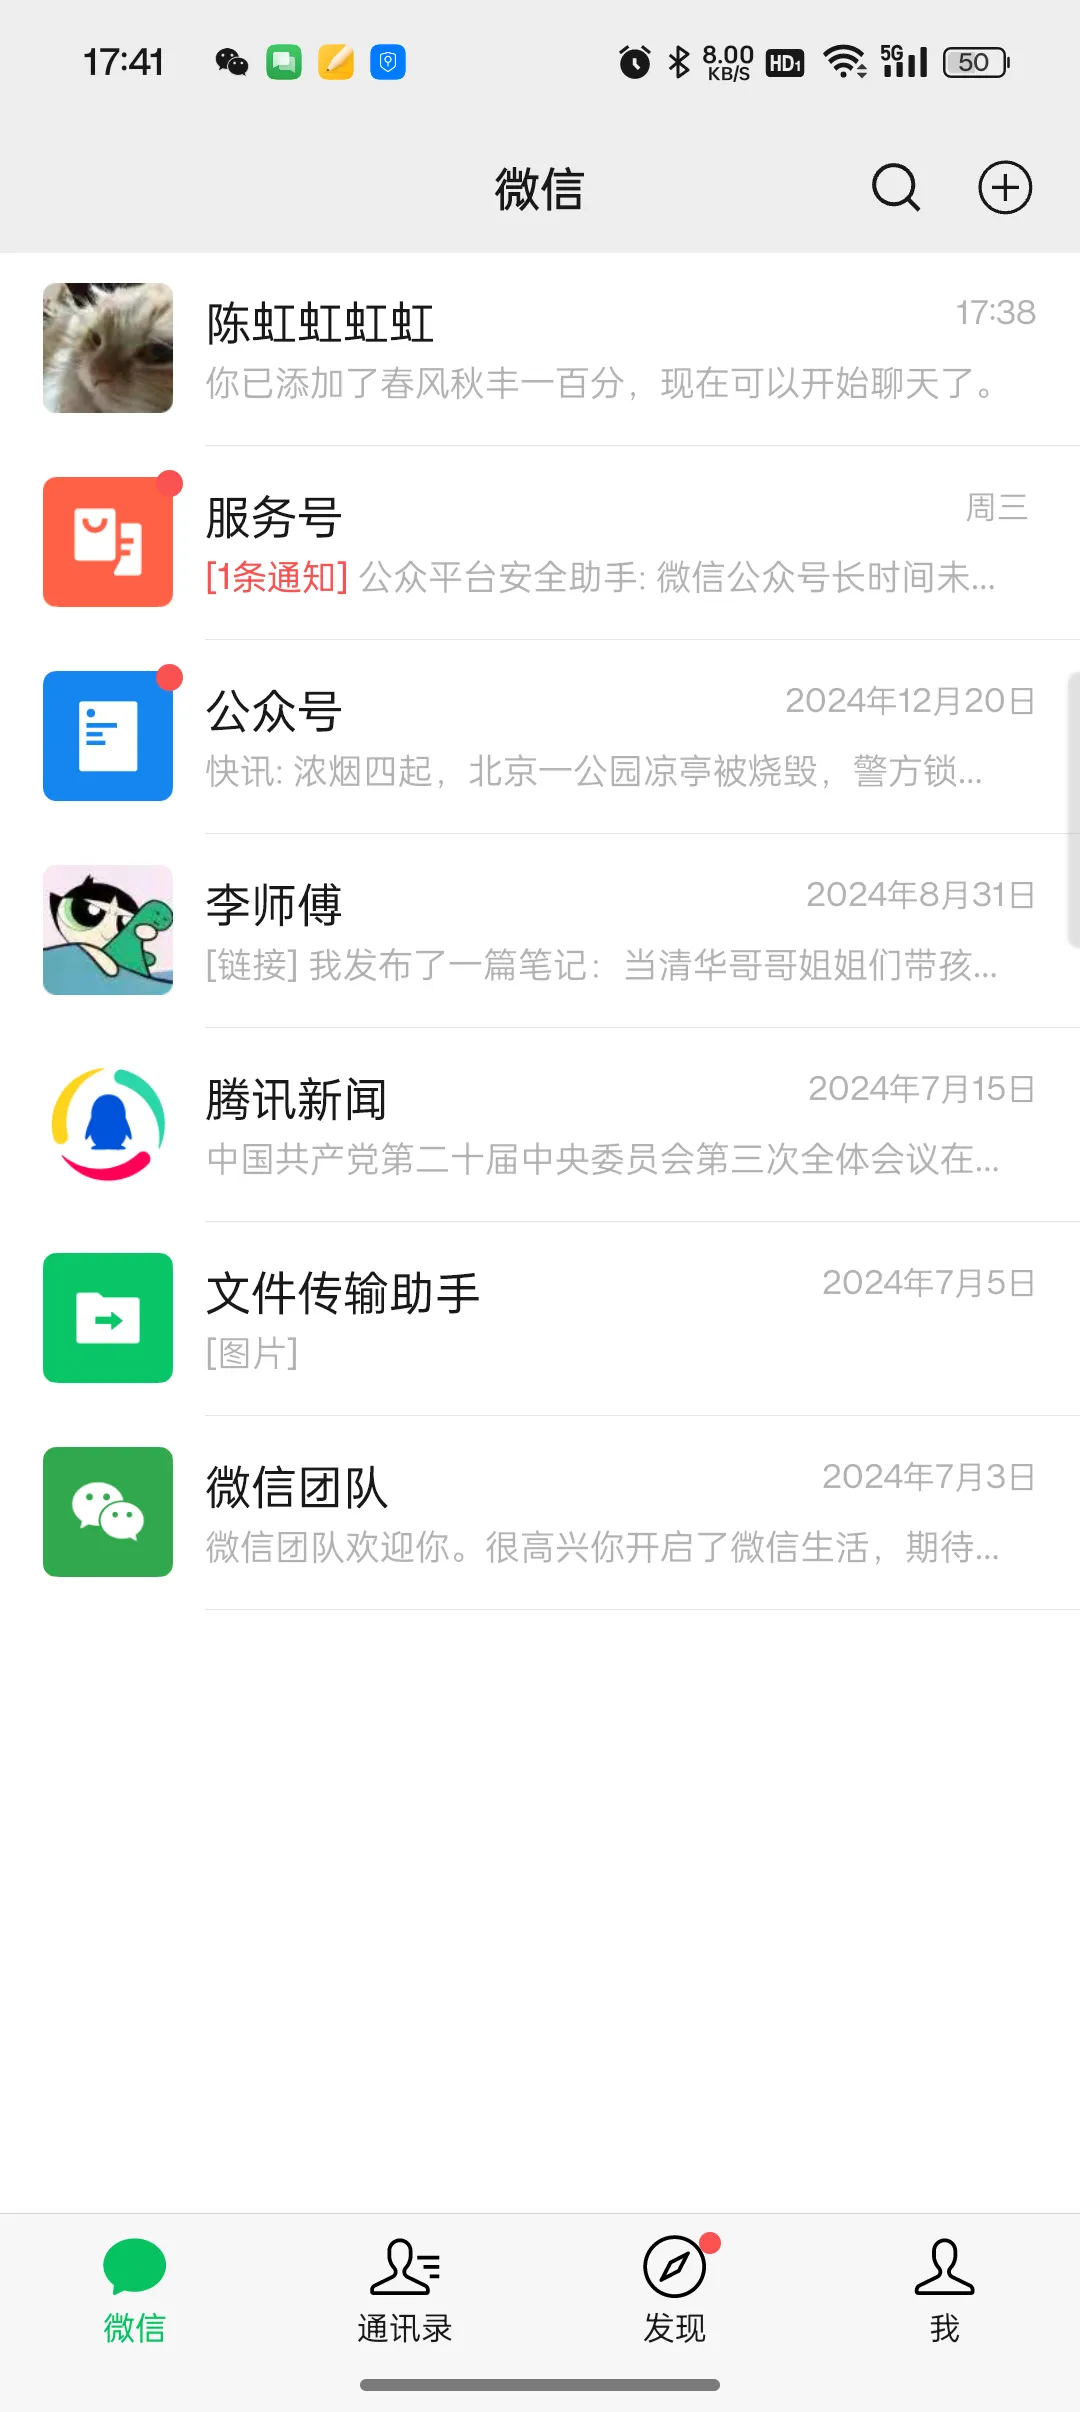 17:41
8.00
KB/S
HD1
5G
50
微信
陈虹虹虹虹
17:38
你已添加了春风秋丰一百分，现在可以开始聊天了。
服务号
周三
[1条通知] 公众平台安全助手: 微信公众号长时间未...
公众号
2024年12月20日
快讯: 浓烟四起，北京一公园凉亭被烧毁，警方锁...
李师傅
2024年8月31日
[链接] 我发布了一篇笔记：当清华哥哥姐姐们带孩...
腾讯新闻
2024年7月15日
中国共产党第二十届中央委员会第三次全体会议在...
文件传输助手
2024年7月5日
[图片]
微信团队
2024年7月3日
微信团队欢迎你。很高兴你开启了微信生活，期待...
微信
通讯录
发现
我